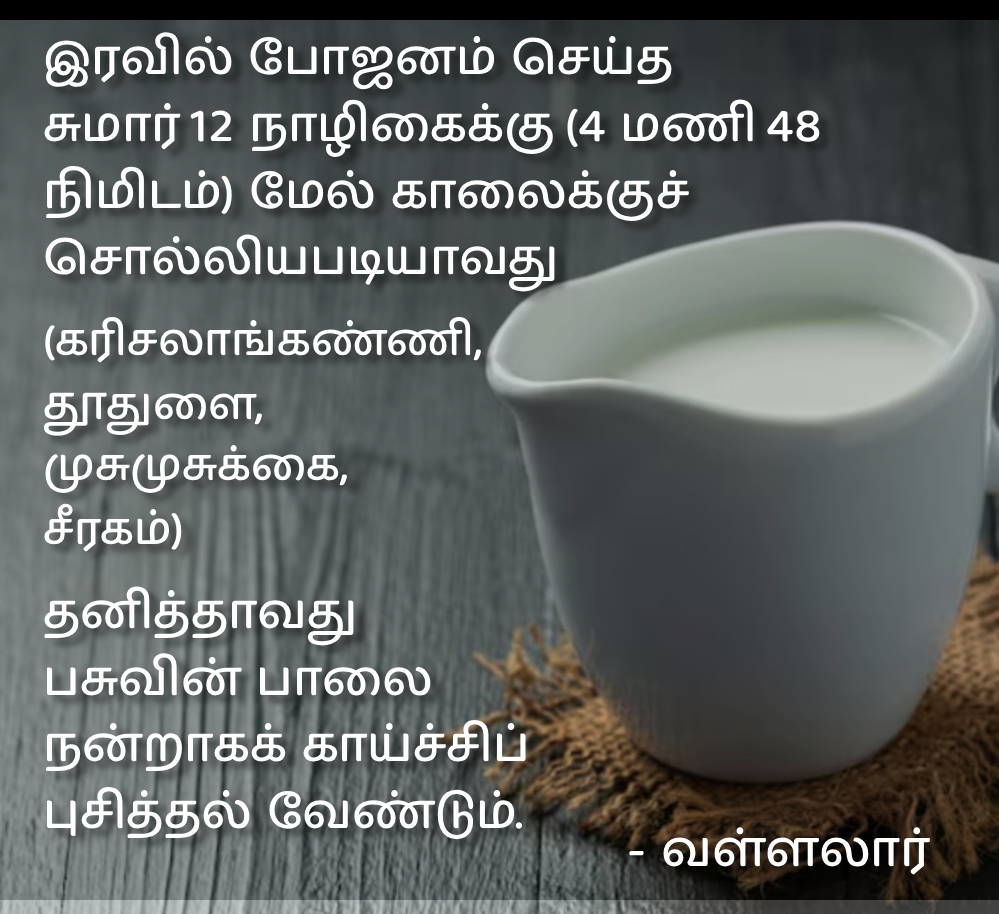 இரவில் போஜனம் செய்த
சுமார் 12 நாழிகைக்கு (4 மணி 48
நிமிடம்) மேல் காலைக்குச்
சொல்லியபடியாவது
(கரிசலாங்கண்ணி,
தூதுளை,
முசுமுசுக்கை,
சீரகம்)
தனித்தாவது
பசுவின் பாலை
நன்றாகக் காய்ச்சிப்
புசித்தல் வேண்டும்.
- வள்ளலார்